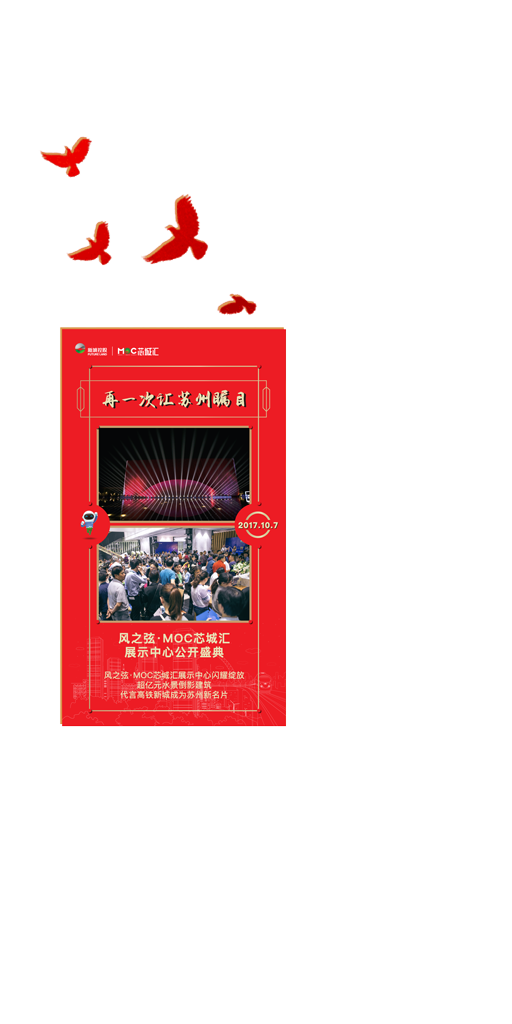 FUTURE LAND
MOC芯城汇
再一次让苏州瞩目
2017.10.7
风之弦·MOC芯城汇
展示中心公开盛典
风之弦·MOC芯城汇展示中心闪耀绽放
超亿元水景倒影建筑
代言高铁新城成为苏州新名片